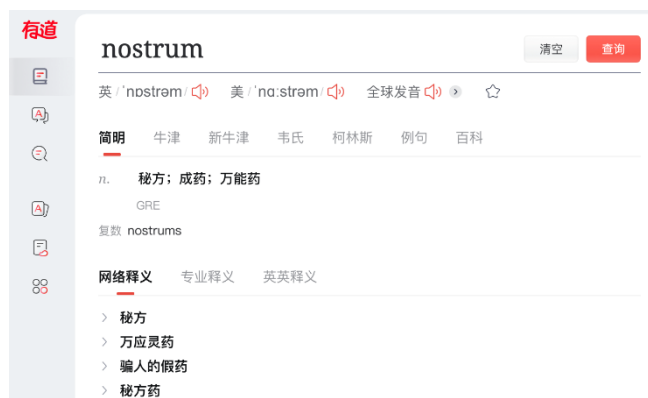 有道
nostrum
清空
查询
英 /ˈnɒstrəm/ 美 /ˈnɑːstrəm/ 全球发音
简明 牛津 新牛津 韦氏 柯林斯 例句 百科
n. 秘方；成药；万能药
GRE
复数 nostrums
网络释义 专业释义 英英释义
秘方
万应灵药
骗人的假药
秘方药